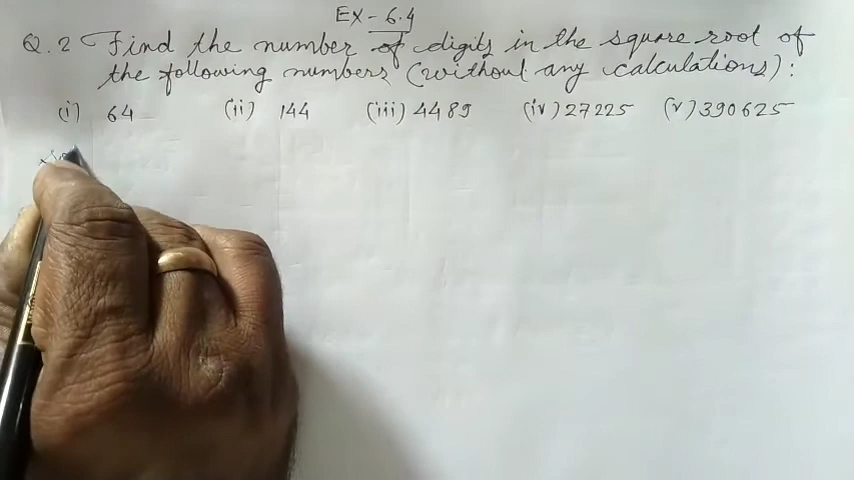 Ex - 6.4
Q.2 Find the number of digits in the square root of
the following numbers (without any calculations):
(i) 64 (ii) 144 (iii) 4489 (iv) 27225 (v) 390625